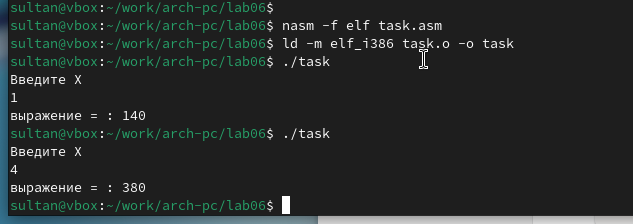 sultan@vbox:~/work/arch-pc/lab06$
sultan@vbox:~/work/arch-pc/lab06$ nasm -f elf task.asm
sultan@vbox:~/work/arch-pc/lab06$ ld -m elf_i386 task.o -o task
sultan@vbox:~/work/arch-pc/lab06$ ./task
Введите X
1
выражение = : 140
sultan@vbox:~/work/arch-pc/lab06$ ./task
Введите X
4
выражение = : 380
sultan@vbox:~/work/arch-pc/lab06$